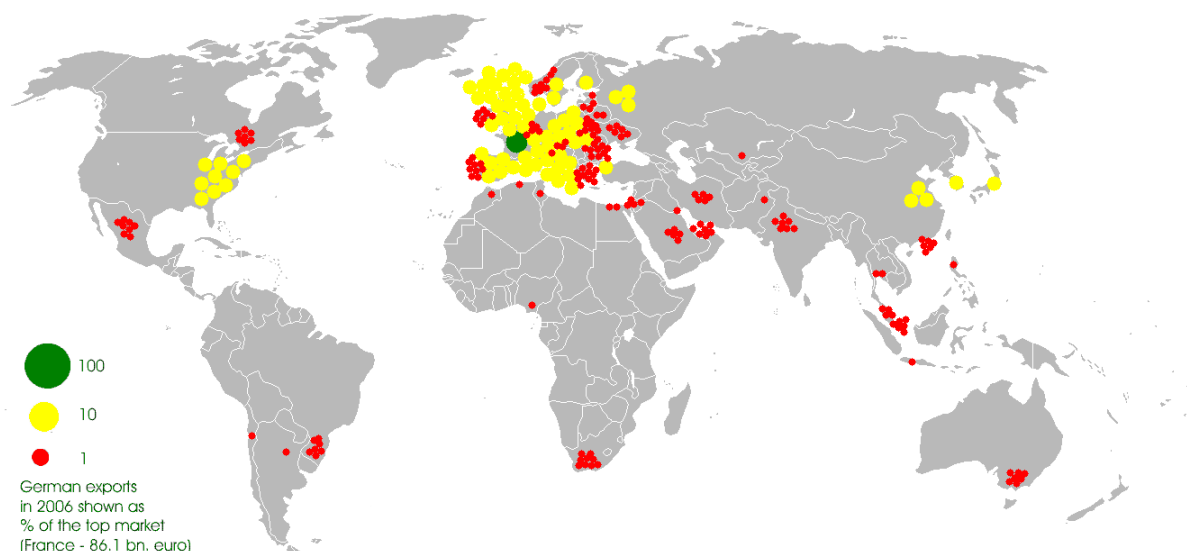 100
10
1
German exports
in 2006 shown as
% of the top market
(France - 86.1 bn. euro)